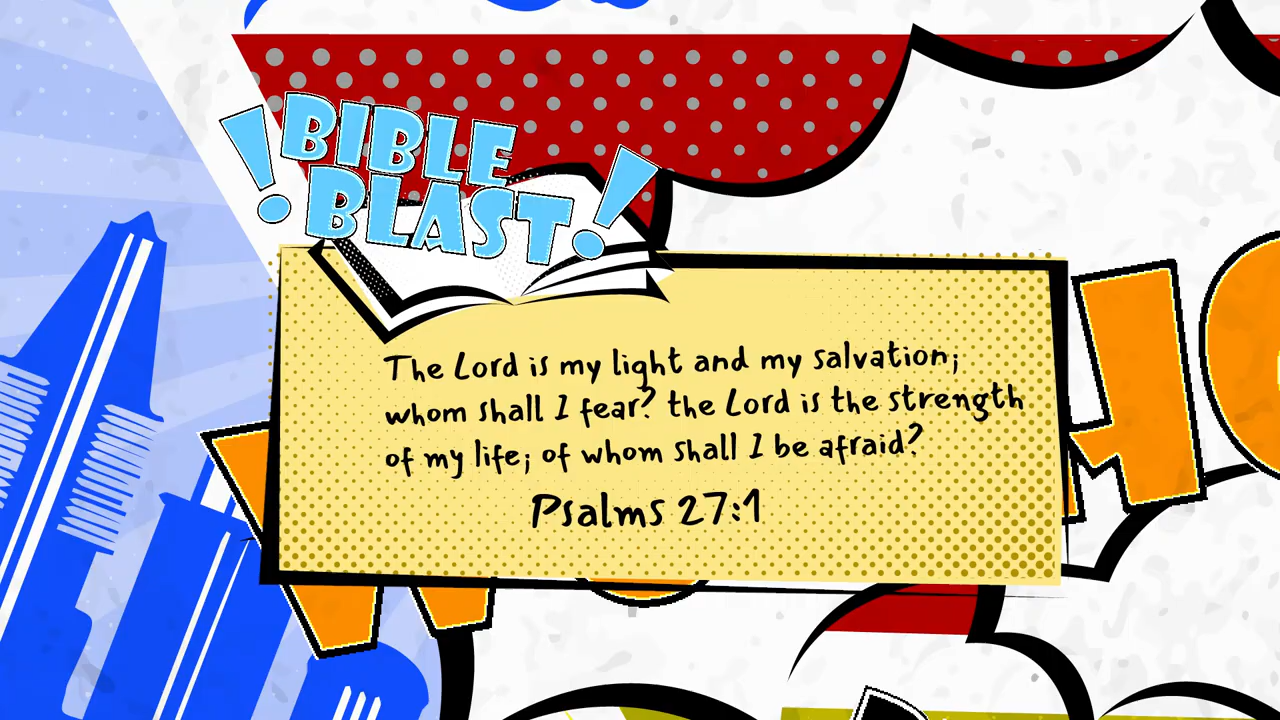 ! BIBLE
BLAST !
The Lord is my light and my salvation;
whom shall I fear? the Lord is the strength
of my life; of whom shall I be afraid?
Psalms 27:1